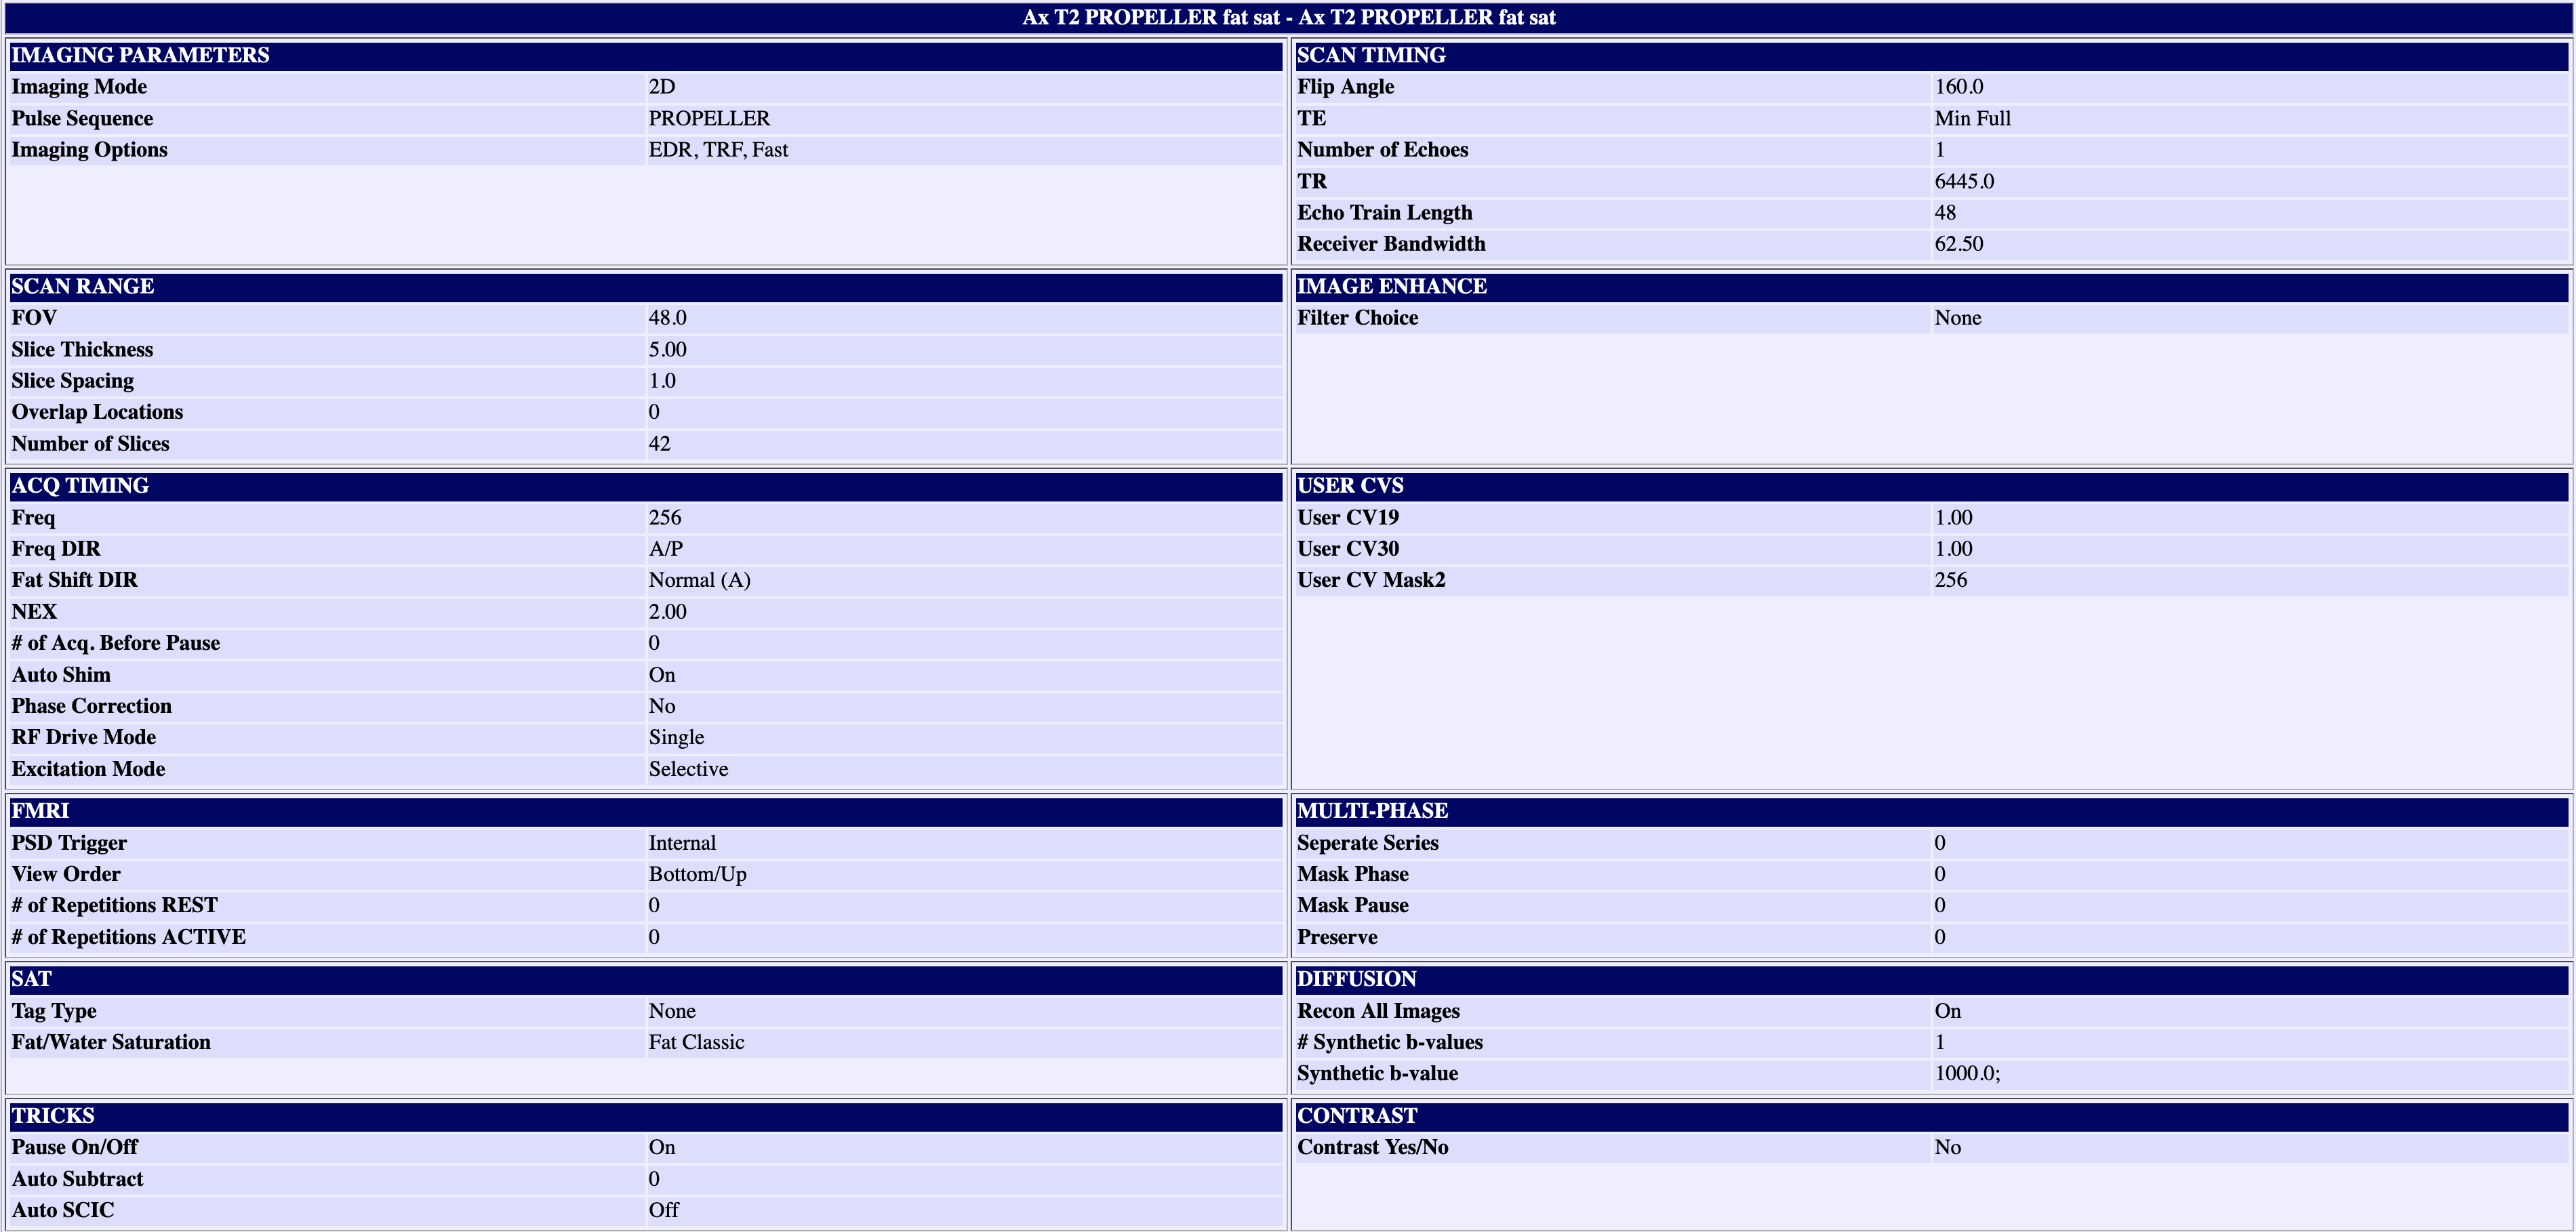 Ax T2 PROPELLER fat sat - Ax T2 PROPELLER fat sat
IMAGING PARAMETERS
Imaging Mode 2D
Pulse Sequence PROPELLER
Imaging Options EDR, TRF, Fast
SCAN TIMING
Flip Angle 160.0
TE Min Full
Number of Echoes 1
TR 6445.0
Echo Train Length 48
Receiver Bandwidth 62.50
SCAN RANGE
FOV 48.0
Slice Thickness 5.00
Slice Spacing 1.0
Overlap Locations 0
Number of Slices 42
IMAGE ENHANCE
Filter Choice None
ACQ TIMING
Freq 256
Freq DIR A/P
Fat Shift DIR Normal (A)
NEX 2.00
# of Acq. Before Pause 0
Auto Shim On
Phase Correction No
RF Drive Mode Single
Excitation Mode Selective
USER CVS
User CV19 1.00
User CV30 1.00
User CV Mask2 256
FMRI
PSD Trigger Internal
View Order Bottom/Up
# of Repetitions REST 0
# of Repetitions ACTIVE 0
MULTI-PHASE
Seperate Series 0
Mask Phase 0
Mask Pause 0
Preserve 0
SAT
Tag Type None
Fat/Water Saturation Fat Classic
DIFFUSION
Recon All Images On
# Synthetic b-values 1
Synthetic b-value 1000.0;
TRICKS
Pause On/Off On
Auto Subtract 0
Auto SCIC Off
CONTRAST
Contrast Yes/No No